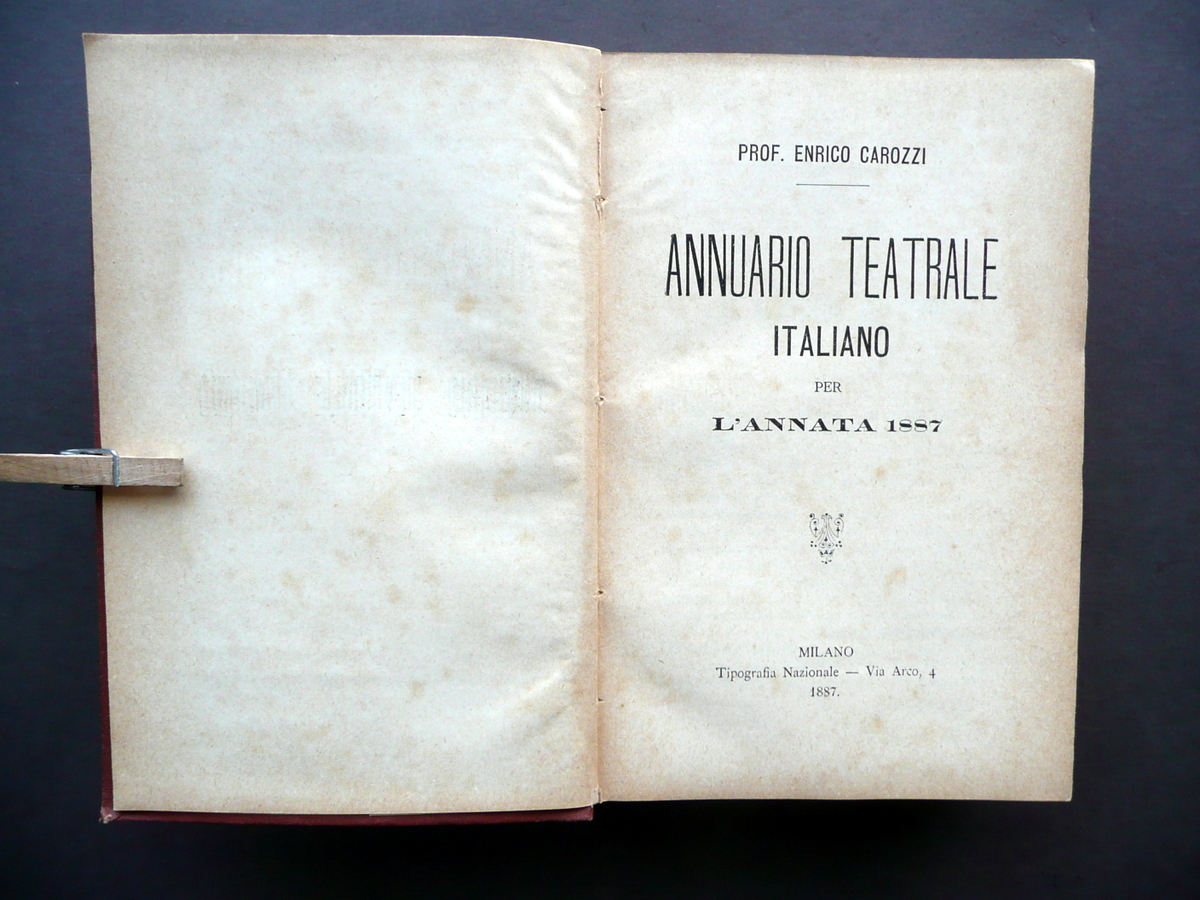 PROF. ENRICO CAROZZI
ANNUARIO TEATRALE
ITALIANO
PER
L'ANNATA 1887
MILANO
Tipografia Nazionale — Via Arco, 4
1887.